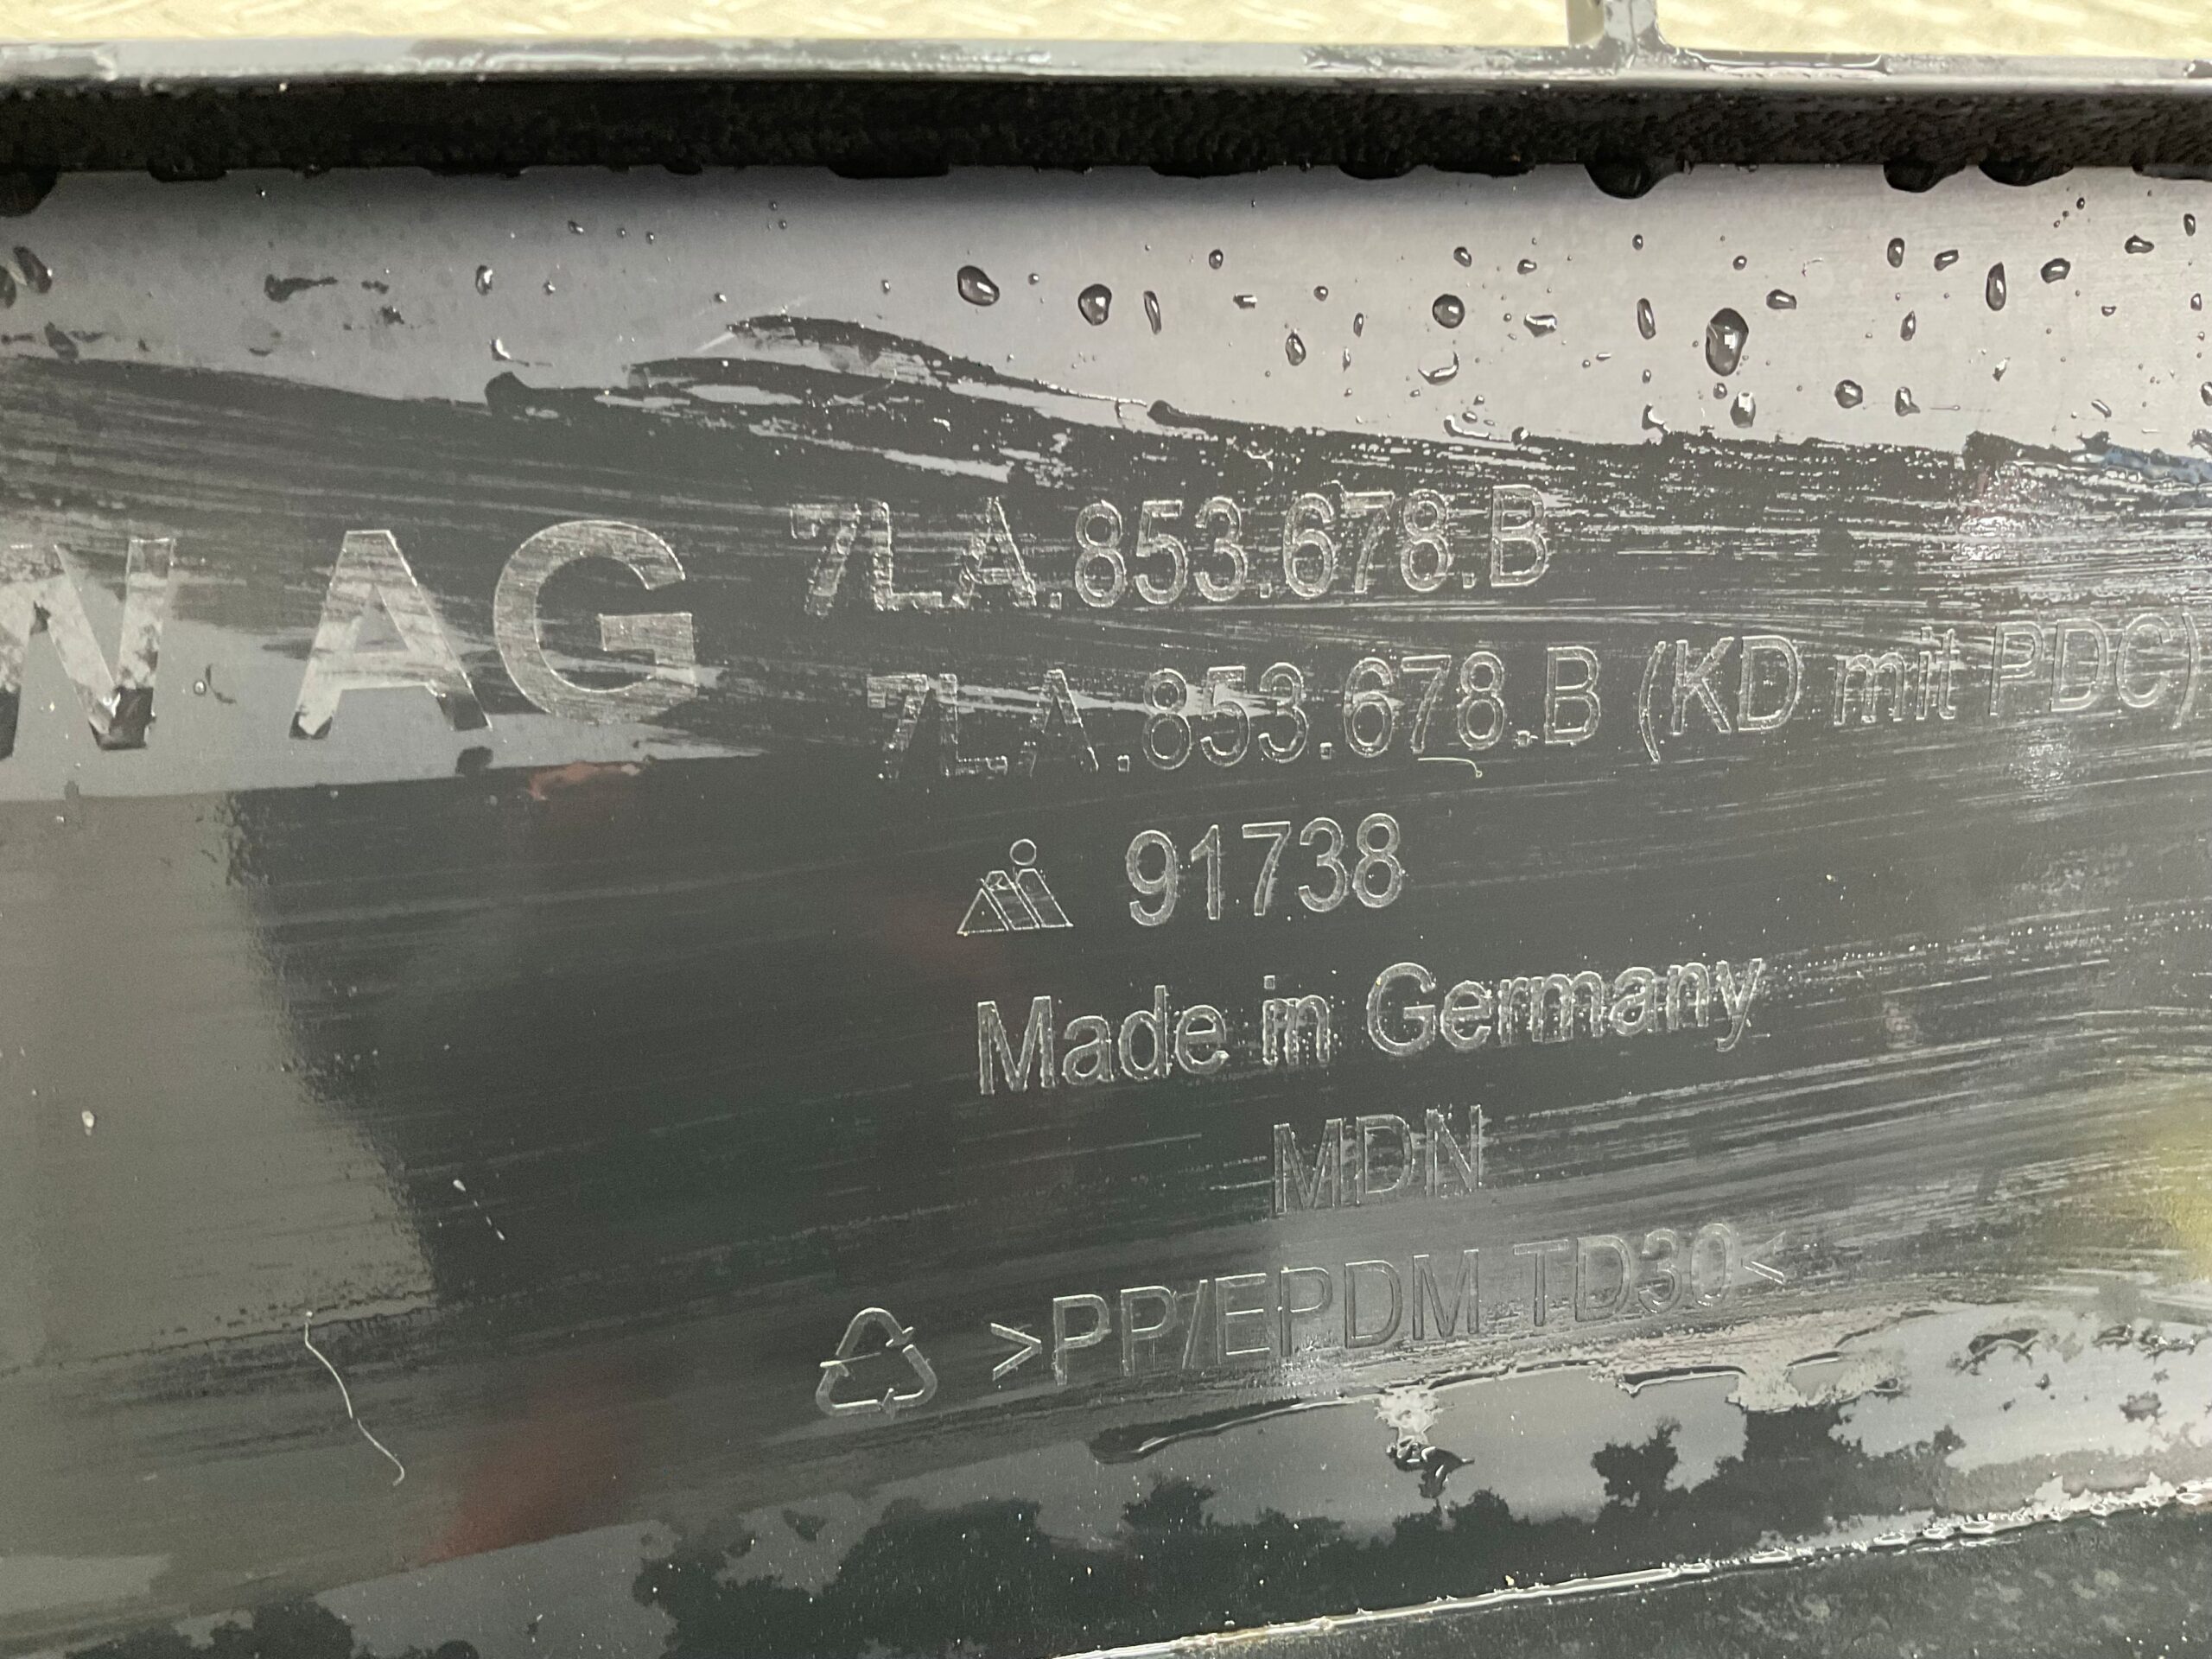 W AG
7LA.853.678.B
7LA.853.678.B (KD mit PDC)
91738
Made in Germany
MDN
>PP/EPDM TD30<